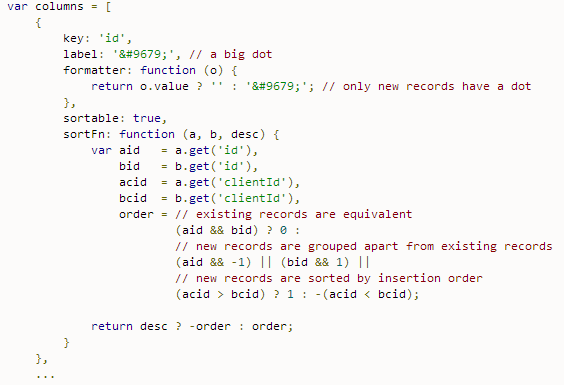 var columns = [
    {
        key: 'id',
        label: '&#9679;', // a big dot
        formatter: function (o) {
            return o.value ? '' : '&#9679;'; // only new records have a dot
        },
        sortable: true,
        sortFn: function (a, b, desc) {
            var aid   = a.get('id'),
                bid   = b.get('id'),
                acid  = a.get('clientId'),
                bcid  = b.get('clientId'),
                order = // existing records are equivalent
                        (aid && bid) ? 0 :
                        // new records are grouped apart from existing records
                        (aid && -1) || (bid && 1) ||
                        // new records are sorted by insertion order
                        (acid > bcid) ? 1 : -(acid < bcid);

            return desc ? -order : order;
        }
    },
    ...